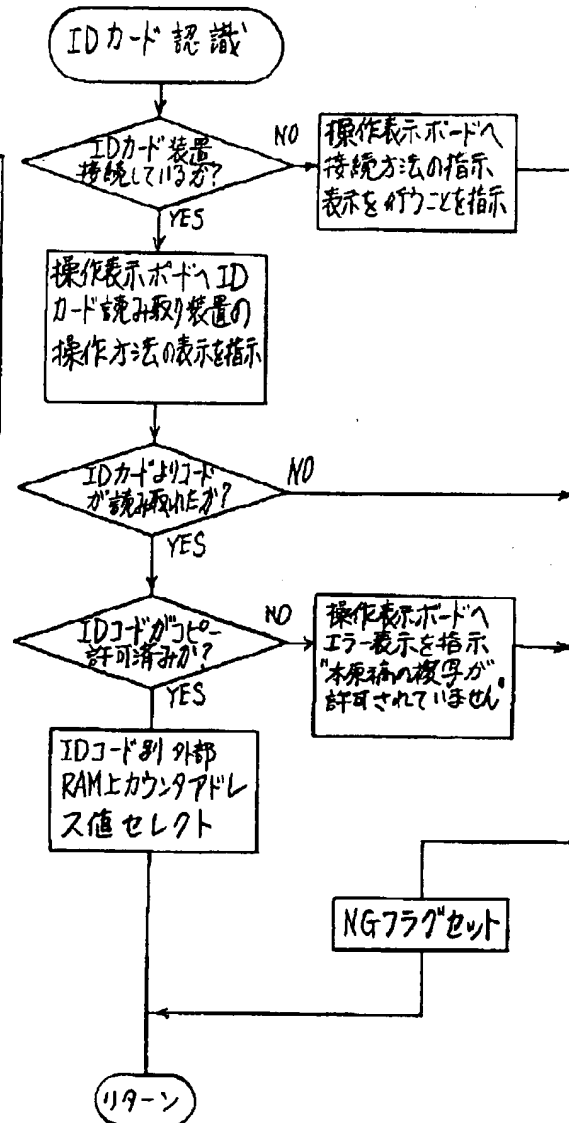 IDカード認識
IDカード装置
接続しているか?
NO
YES
操作表示ボードへ
接続方法の指示
表示を行うことを指示
操作表示ボードへID
カード読み取り装置の
操作方法の表示を指示
IDカードよりコード
が読み取れたか?
NO
YES
IDコードがコピー
許可済みか?
NO
YES
操作表示ボードへ
エラー表示を指示
"本原稿の複写が
許可されていません"
IDコード別外部
RAM上カウンタアドレ
ス値セレクト
NGフラグセット
リターン